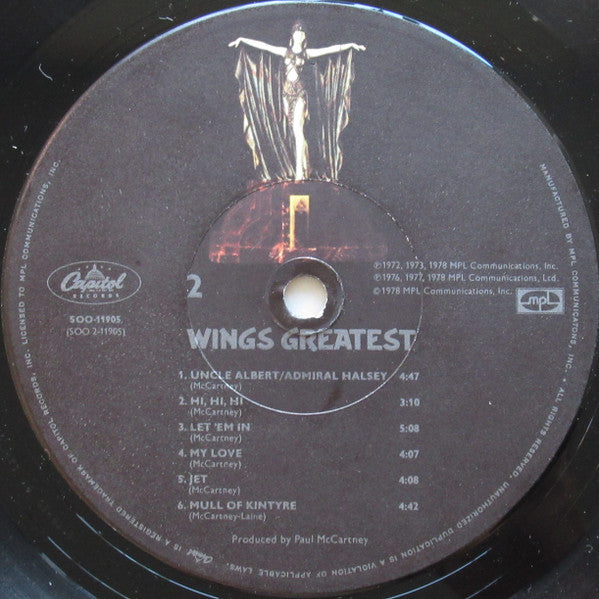 Capitol
RECORDS
SOO-11905
(SOO 2-11905)
℗1972, 1973, 1978 MPL Communications, Inc.
℗1976, 1977, 1978 MPL Communications, Ltd.
©1978 MPL Communications, Inc.
mpl
2
WINGS GREATEST
1. UNCLE ALBERT/ADMIRAL HALSEY 4:47
(McCartney)
2. HI, HI, HI 3:10
(McCartney)
3. LET 'EM IN 5:08
(McCartney)
4. MY LOVE 4:07
(McCartney)
5. JET 4:08
(McCartney)
6. MULL OF KINTYRE 4:42
(McCartney-Laine)
Produced by Paul McCartney
MANUFACTURED BY MPL COMMUNICATIONS, INC. • ALL RIGHTS RESERVED. UNAUTHORIZED DUPLICATION IS A VIOLATION OF APPLICABLE LAWS. Capitol IS A REGISTERED TRADEMARK OF CAPITOL RECORDS, INC. LICENSED TO MPL COMMUNICATIONS, INC.